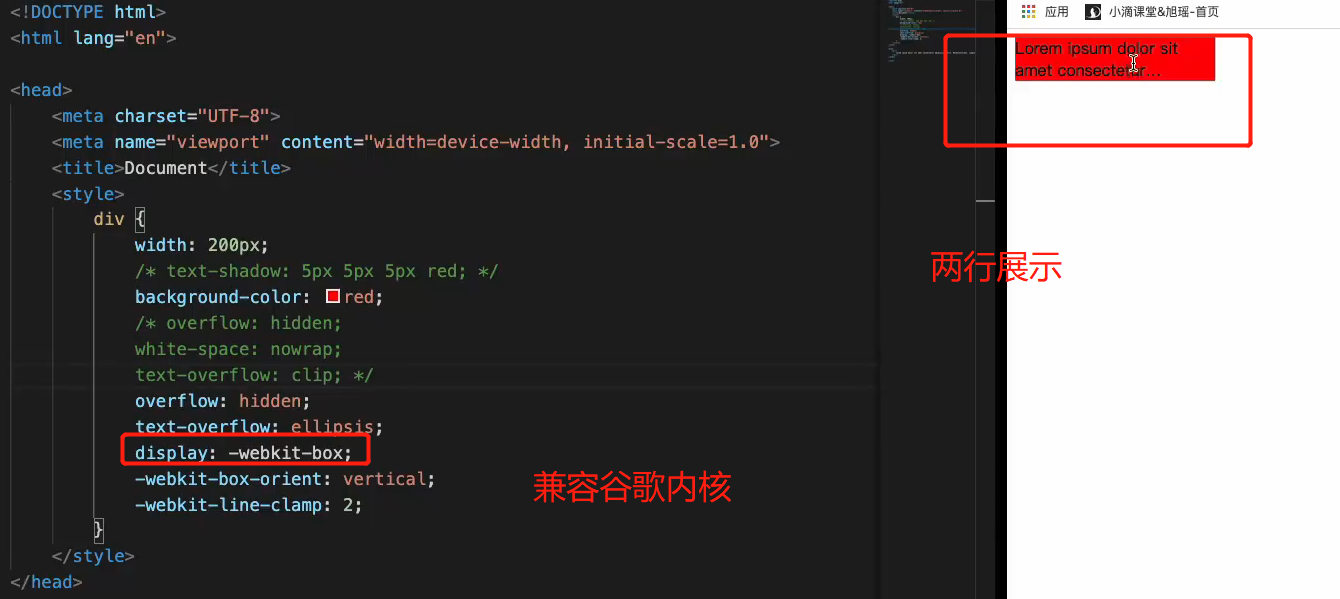 <!DOCTYPE html>
<html lang="en">
<head>
<meta charset="UTF-8">
<meta name="viewport" content="width=device-width, initial-scale=1.0">
<title>Document</title>
<style>
div {
width: 200px;
/* text-shadow: 5px 5px 5px red; */
background-color: red;
/* overflow: hidden;
white-space: nowrap;
text-overflow: clip; */
overflow: hidden;
text-overflow: ellipsis;
display: -webkit-box;
-webkit-box-orient: vertical;
-webkit-line-clamp: 2;
}
</style>
</head>
兼容谷歌内核
应用 小滴课堂&旭瑶-首页
Lorem ipsum dolor sit
amet consectetur...
两行展示